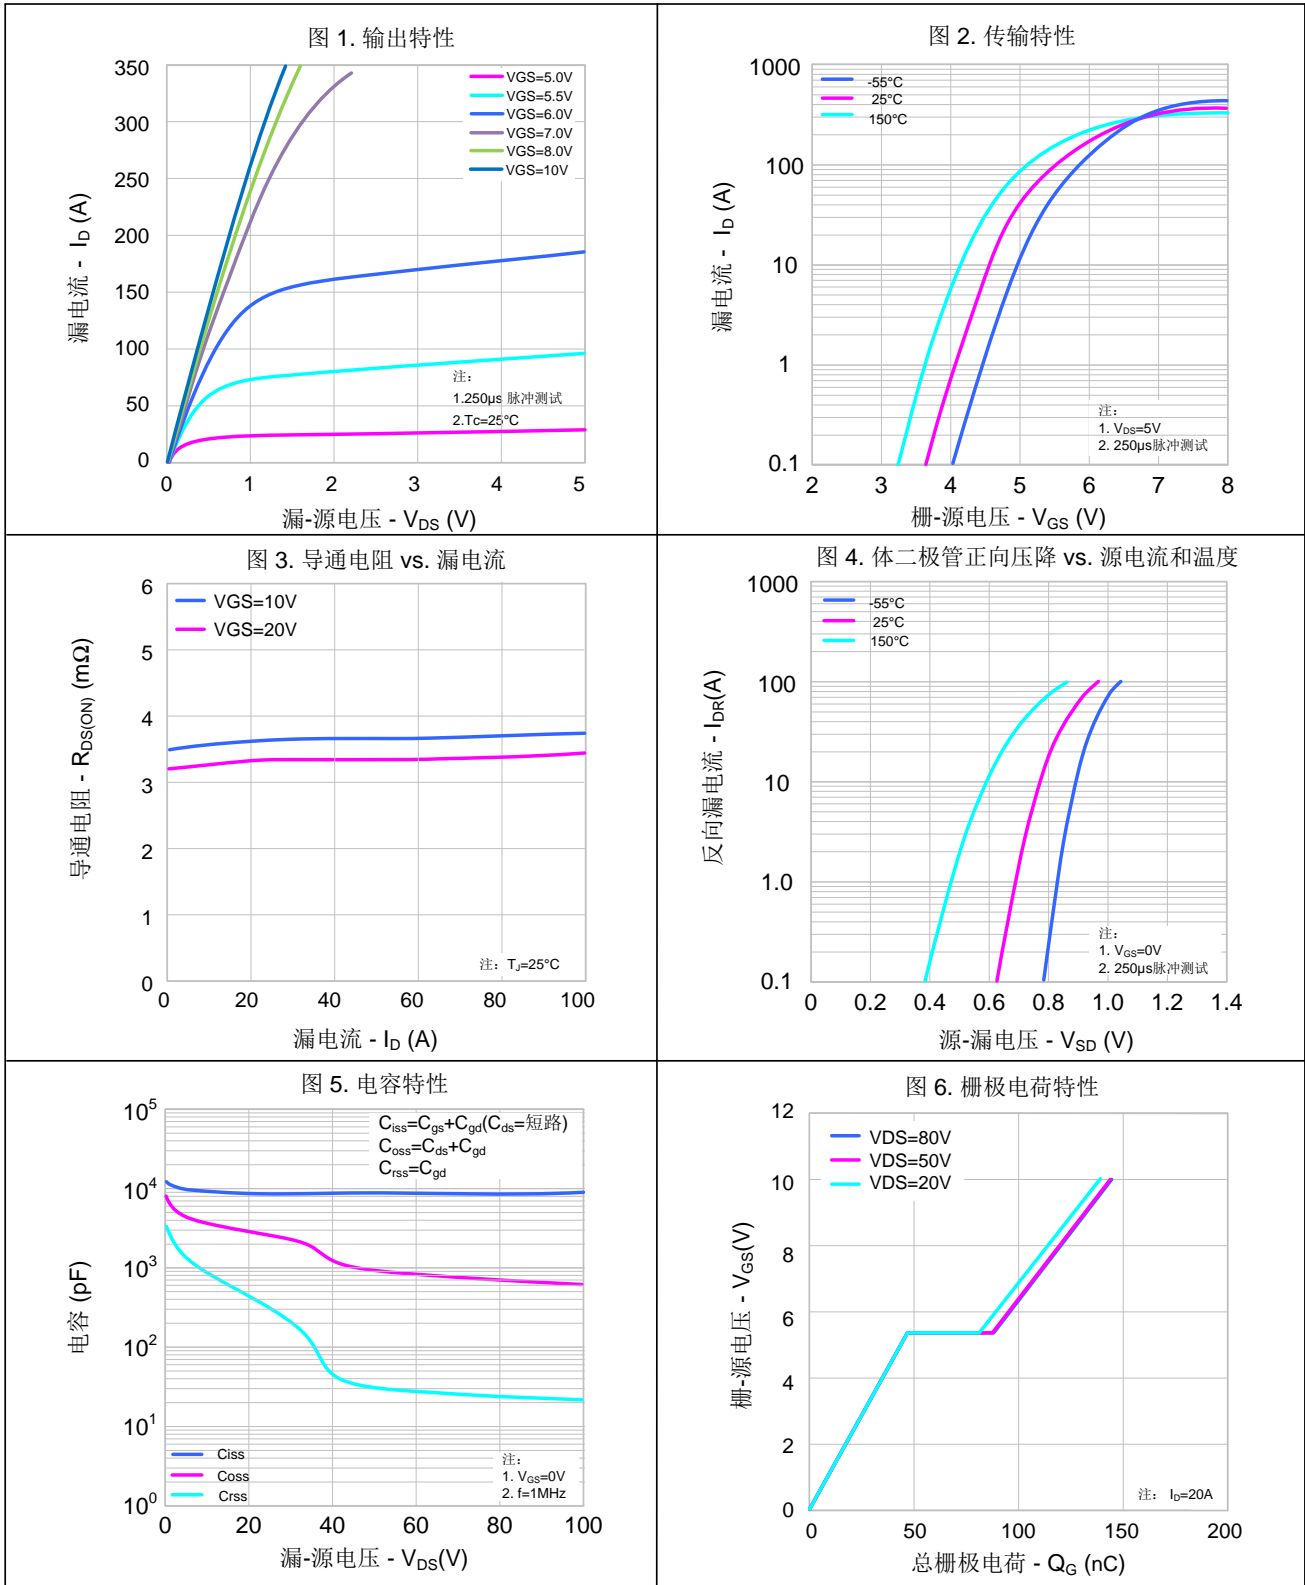 图 1. 输出特性
漏电流 - ID (A)
350
300
250
200
150
100
50
0
VGS=5.0V
VGS=5.5V
VGS=6.0V
VGS=7.0V
VGS=8.0V
VGS=10V
注:
1.250μs 脉冲测试
2.Tc=25°C
0 1 2 3 4 5
漏-源电压 - VDS (V)
图 2. 传输特性
漏电流 - ID (A)
1000
100
10
1
0.1
-55°C
25°C
150°C
注:
1. VDS=5V
2. 250μs脉冲测试
2 3 4 5 6 7 8
栅-源电压 - VGS (V)
图 3. 导通电阻 vs. 漏电流
导通电阻 - RDS(ON) (mΩ)
6
5
4
3
2
1
0
VGS=10V
VGS=20V
注: TJ=25°C
0 20 40 60 80 100
漏电流 - ID (A)
图 4. 体二极管正向压降 vs. 源电流和温度
反向漏电流 - IDR(A)
1000
100
10
1.0
0.1
-55°C
25°C
150°C
注:
1. VGS=0V
2. 250μs脉冲测试
0 0.2 0.4 0.6 0.8 1.0 1.2 1.4
源-漏电压 - VSD (V)
图 5. 电容特性
电容 (pF)
10^5
10^4
10^3
10^2
10^1
10^0
Ciss=Cgs+Cgd(Cds=短路)
Coss=Cds+Cgd
Crss=Cgd
Ciss
Coss
Crss
注:
1. VGS=0V
2. f=1MHz
0 20 40 60 80 100
漏-源电压 - VDS(V)
图 6. 栅极电荷特性
栅-源电压 - VGS(V)
12
10
8
6
4
2
0
VDS=80V
VDS=50V
VDS=20V
注: ID=20A
0 50 100 150 200
总栅极电荷 - QG (nC)